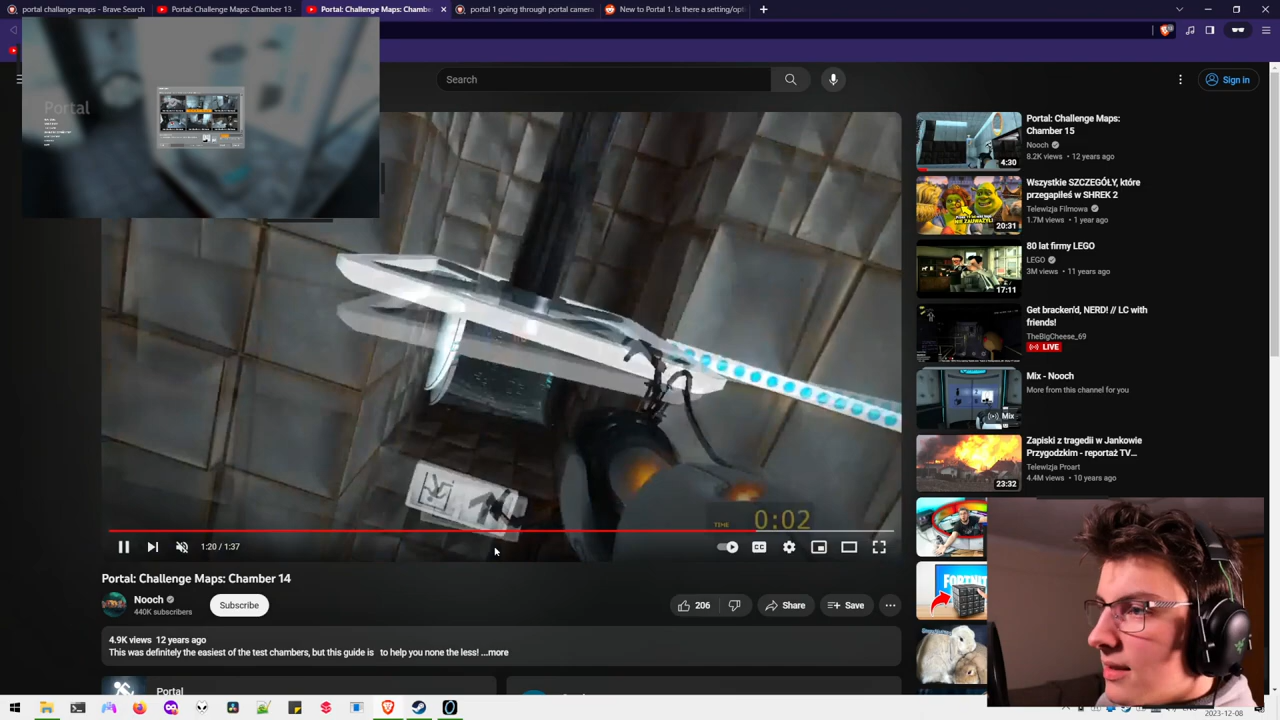 portal challenge maps - Brave Search
Portal: Challenge Maps: Chamber 13 -
Portal: Challenge Maps: Chamb
portal 1 going through portal camera
New to Portal 1. Is there a setting/opt
Portal
Search
Sign in
TIME 0:02
1:20 / 1:37
CC
Portal: Challenge Maps: Chamber 14
Nooch
440K subscribers
Subscribe
206
Share
Save
4.9K views 12 years ago
This was definitely the easiest of the test chambers, but this guide is to help you none the less! ...more
Portal
Portal: Challenge Maps:
Chamber 15
Nooch
8.2K views • 12 years ago
4:30
Wszystkie SZCZEGÓŁY, które
przegapiłeś w SHREK 2
Telewizja Filmowa
1.7M views • 1 year ago
20:31
80 lat firmy LEGO
LEGO
3M views • 11 years ago
17:11
Get bracken'd, NERD! // LC with
friends!
TheBigCheese_69
LIVE
Mix - Nooch
More from this channel for you
Mix
Zapiski z tragedii w Jankowie
Przygodzkim - reportaż TV...
Telewizja Proart
4.4M views • 10 years ago
23:32
FORTNI
2023-12-08